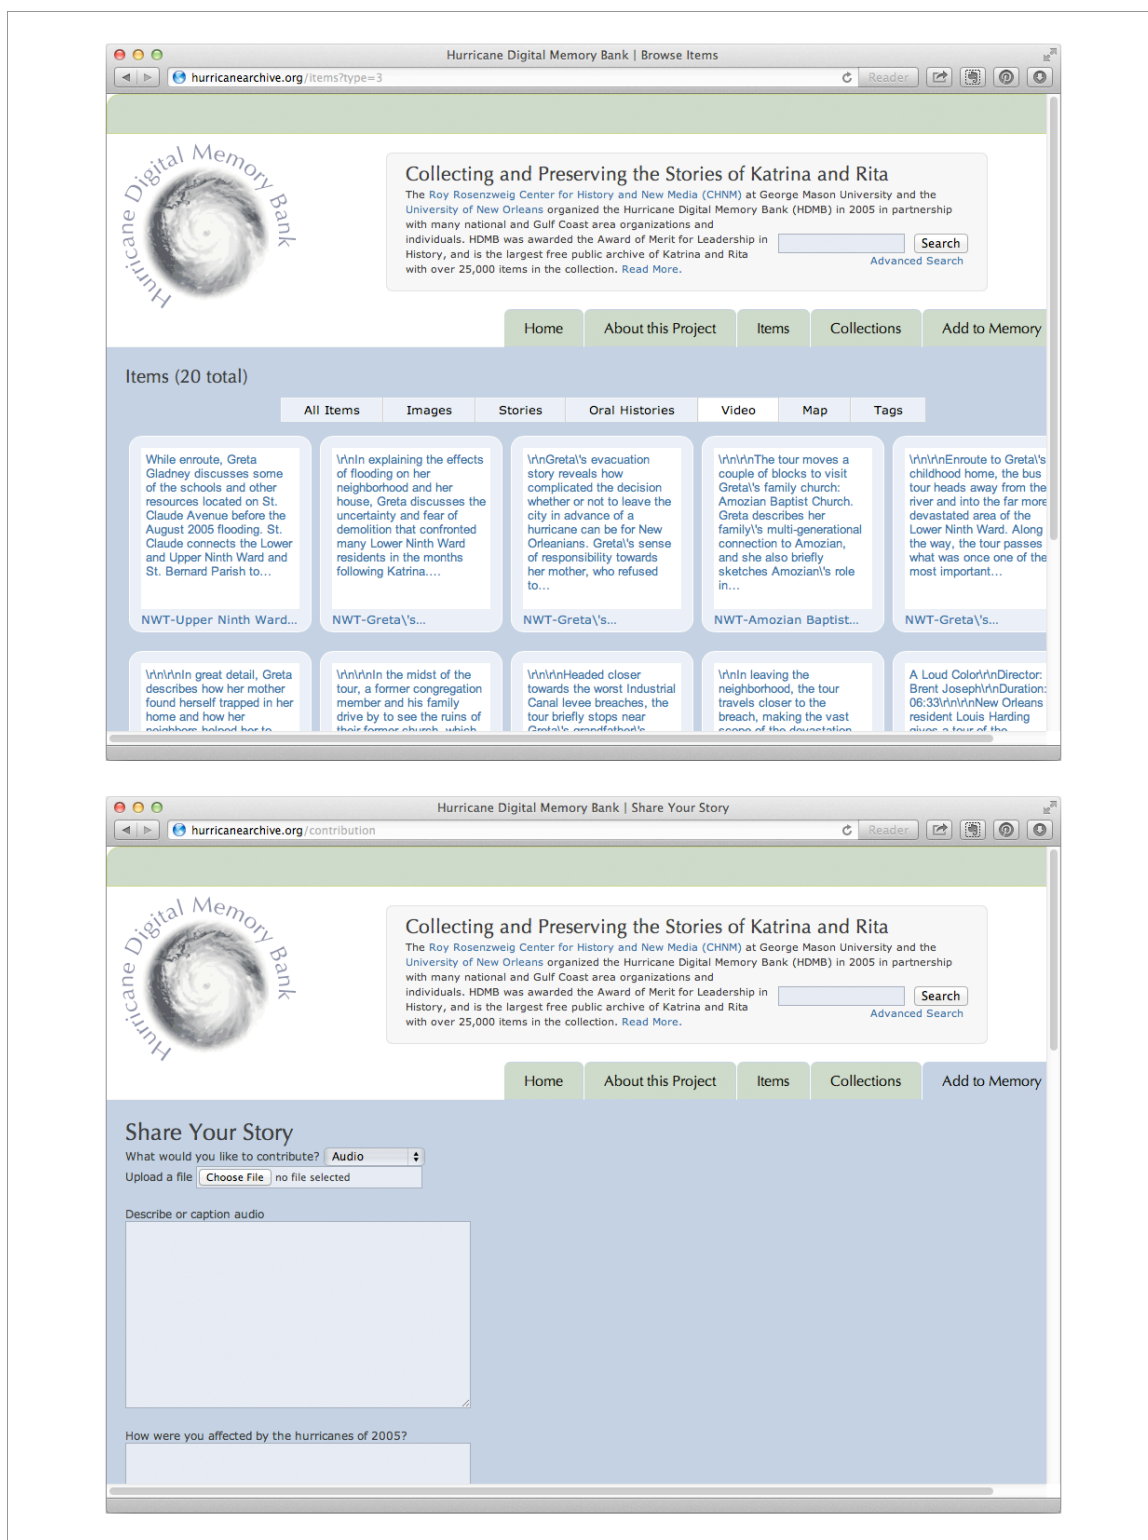 Hurricane Digital Memory Bank | Browse Items
hurricanearchive.org/items?type=3
Reader
Hurricane Digital Memory Bank
Collecting and Preserving the Stories of Katrina and Rita
The Roy Rosenzweig Center for History and New Media (CHNM) at George Mason University and the
University of New Orleans organized the Hurricane Digital Memory Bank (HDMB) in 2005 in partnership
with many national and Gulf Coast area organizations and
individuals. HDMB was awarded the Award of Merit for Leadership in
History, and is the largest free public archive of Katrina and Rita
with over 25,000 items in the collection. Read More.
Search
Advanced Search
Home About this Project Items Collections Add to Memory
Items (20 total)
All Items Images Stories Oral Histories Video Map Tags
While enroute, Greta
Gladney discusses some
of the schools and other
resources located on St.
Claude Avenue before the
August 2005 flooding. St.
Claude connects the Lower
and Upper Ninth Ward and
St. Bernard Parish to...
NWT-Upper Ninth Ward...
\r\nIn explaining the effects
of flooding on her
neighborhood and her
house, Greta discusses the
uncertainty and fear of
demolition that confronted
many Lower Ninth Ward
residents in the months
following Katrina....
NWT-Greta\'s...
\r\nGreta\'s evacuation
story reveals how
complicated the decision
whether or not to leave the
city in advance of a
hurricane can be for New
Orleanians. Greta\'s sense
of responsibility towards
her mother, who refused
to...
NWT-Greta\'s...
\r\n\r\nThe tour moves a
couple of blocks to visit
Greta\'s family church:
Amozian Baptist Church.
Greta describes her
family\'s multi-generational
connection to Amozian,
and she also briefly
sketches Amozian\'s role
in...
NWT-Amozian Baptist...
\r\n\r\nEnroute to Greta\'s
childhood home, the bus
tour heads away from the
river and into the far more
devastated area of the
Lower Ninth Ward. Along
the way, the tour passes
what was once one of the
most important...
NWT-Greta\'s...
\r\n\r\nIn great detail, Greta
describes how her mother
found herself trapped in her
home and how her
neighbors helped her to
\r\n\r\nIn the midst of the
tour, a former congregation
member and his family
drive by to see the ruins of
their former church, which
\r\n\r\nHeaded closer
towards the worst Industrial
Canal levee breaches, the
tour briefly stops near
Greta\'s grandfather\'s
\r\nIn leaving the
neighborhood, the tour
travels closer to the
breach, making the vast
scope of the devastation
A Loud Color\r\nDirector:
Brent Joseph\r\nDuration:
06:33\r\n\r\nNew Orleans
resident Louis Harding
gives a tour of the
Hurricane Digital Memory Bank | Share Your Story
hurricanearchive.org/contribution
Reader
Hurricane Digital Memory Bank
Collecting and Preserving the Stories of Katrina and Rita
The Roy Rosenzweig Center for History and New Media (CHNM) at George Mason University and the
University of New Orleans organized the Hurricane Digital Memory Bank (HDMB) in 2005 in partnership
with many national and Gulf Coast area organizations and
individuals. HDMB was awarded the Award of Merit for Leadership in
History, and is the largest free public archive of Katrina and Rita
with over 25,000 items in the collection. Read More.
Search
Advanced Search
Home About this Project Items Collections Add to Memory
Share Your Story
What would you like to contribute? Audio
Upload a file Choose File no file selected
Describe or caption audio
How were you affected by the hurricanes of 2005?